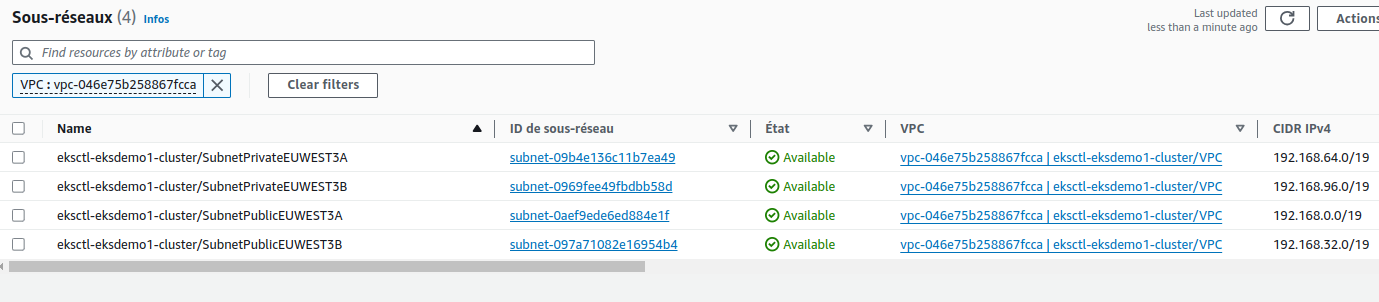 Sous-réseaux (4) Infos
Last updated
less than a minute ago
Actions
Find resources by attribute or tag
VPC : vpc-046e75b258867fcca
Clear filters
Name ID de sous-réseau État VPC CIDR IPv4
eksctl-eksdemo1-cluster/SubnetPrivateEUWEST3A subnet-09b4e136c11b7ea49 Available vpc-046e75b258867fcca | eksctl-eksdemo1-cluster/VPC 192.168.64.0/19
eksctl-eksdemo1-cluster/SubnetPrivateEUWEST3B subnet-0969fee49fbdbb58d Available vpc-046e75b258867fcca | eksctl-eksdemo1-cluster/VPC 192.168.96.0/19
eksctl-eksdemo1-cluster/SubnetPublicEUWEST3A subnet-0aef9ede6ed884e1f Available vpc-046e75b258867fcca | eksctl-eksdemo1-cluster/VPC 192.168.0.0/19
eksctl-eksdemo1-cluster/SubnetPublicEUWEST3B subnet-097a71082e16954b4 Available vpc-046e75b258867fcca | eksctl-eksdemo1-cluster/VPC 192.168.32.0/19